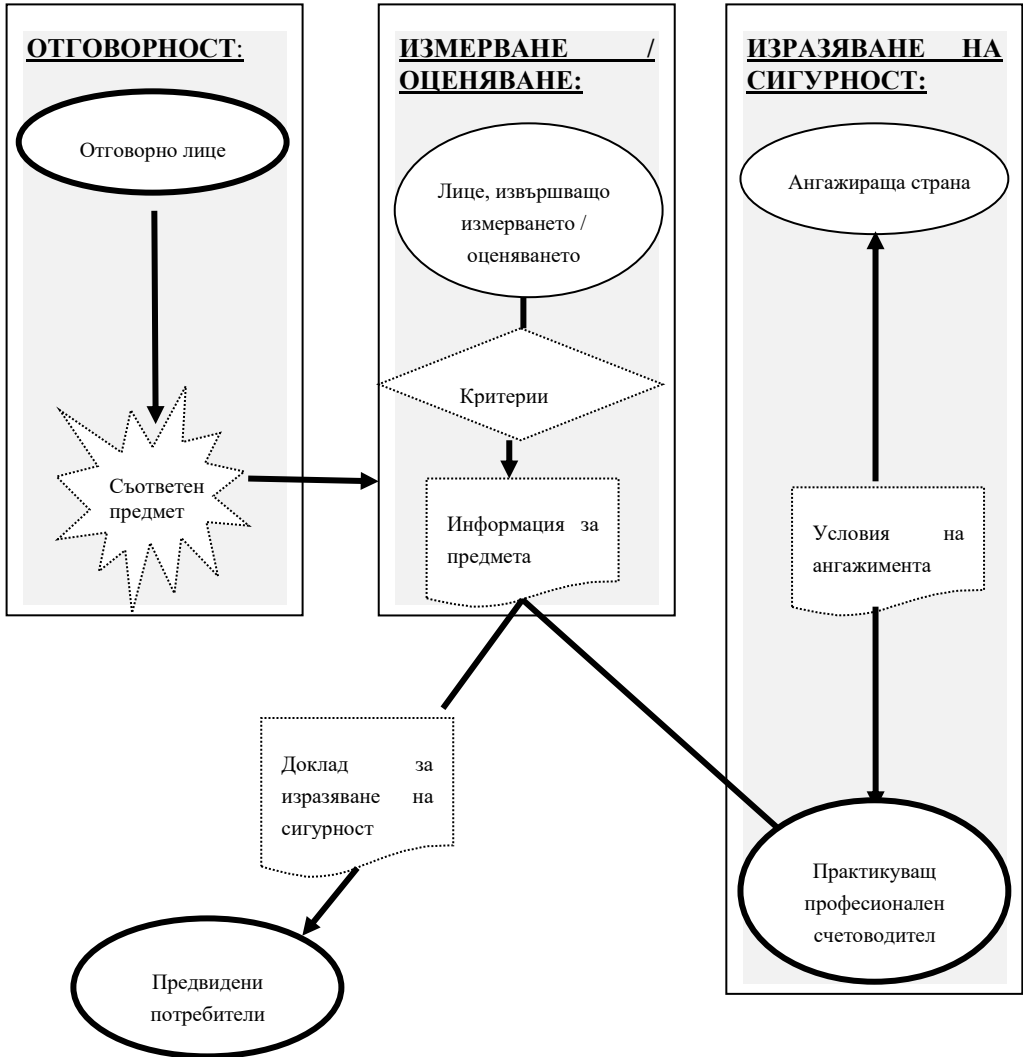 ОТГОВОРНОСТ:
Отговорно лице
Съответен
предмет
ИЗМЕРВАНЕ /
ОЦЕНЯВАНЕ:
Лице, извършващо
измерването /
оценяването
Критерии
Информация за
предмета
ИЗРАЗЯВАНЕ НА
СИГУРНОСТ:
Ангажираща страна
Условия на
ангажимента
Практикуващ
професионален
счетоводител
Доклад за
изразяване на
сигурност
Предвидени
потребители